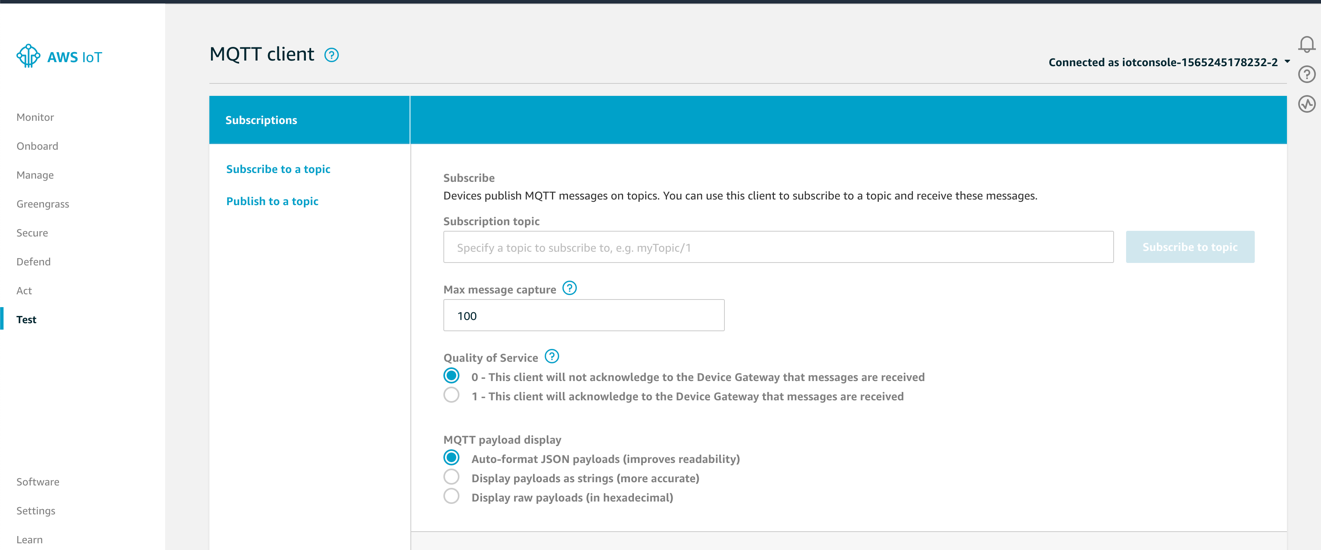 AWS IoT
Monitor
Onboard
Manage
Greengrass
Secure
Defend
Act
Test
Software
Settings
Learn
MQTT client ?
Connected as iotconsole-1565245178232-2
?
Subscriptions
Subscribe to a topic
Publish to a topic
Subscribe
Devices publish MQTT messages on topics. You can use this client to subscribe to a topic and receive these messages.
Subscription topic
Specify a topic to subscribe to, e.g. myTopic/1
Subscribe to topic
Max message capture ?
100
Quality of Service ?
0 - This client will not acknowledge to the Device Gateway that messages are received
1 - This client will acknowledge to the Device Gateway that messages are received
MQTT payload display
Auto-format JSON payloads (improves readability)
Display payloads as strings (more accurate)
Display raw payloads (in hexadecimal)